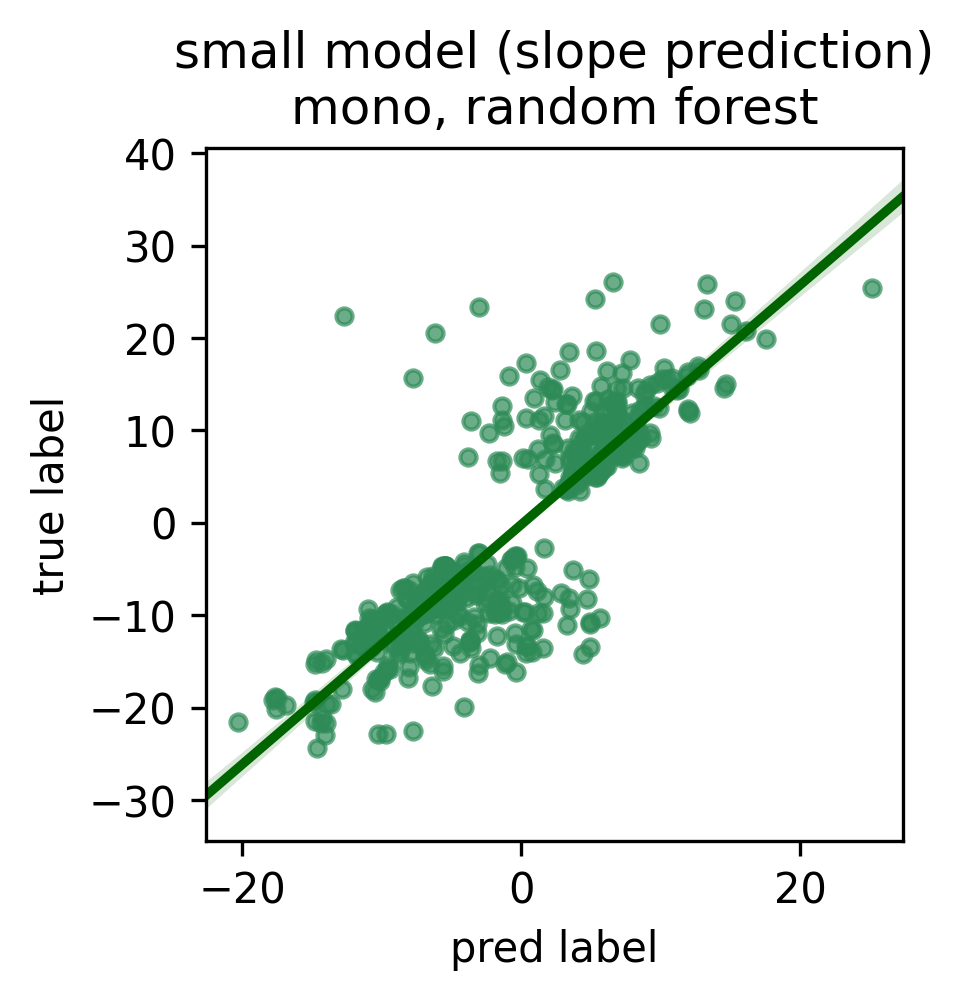 small model (slope prediction)
mono, random forest
40
30
20
10
0
−10
−20
−30
true label
−20
0
20
pred label